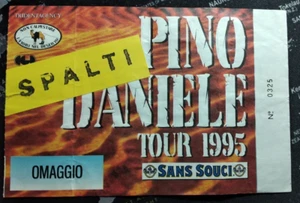 PINO
SPALTI
DANIELE
TOUR 1995
SANS SOUCI
OMAGGIO
Nº 0325